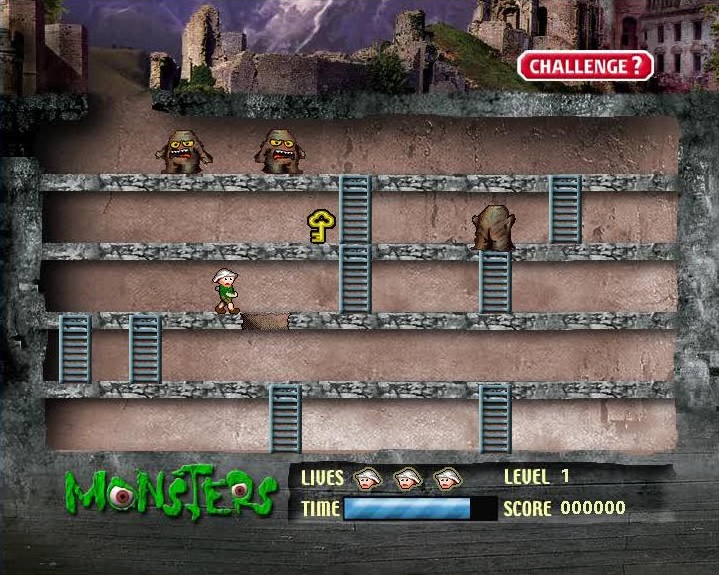 CHALLENGE?
MONSTERS
LIVES
LEVEL 1
TIME
SCORE 000000